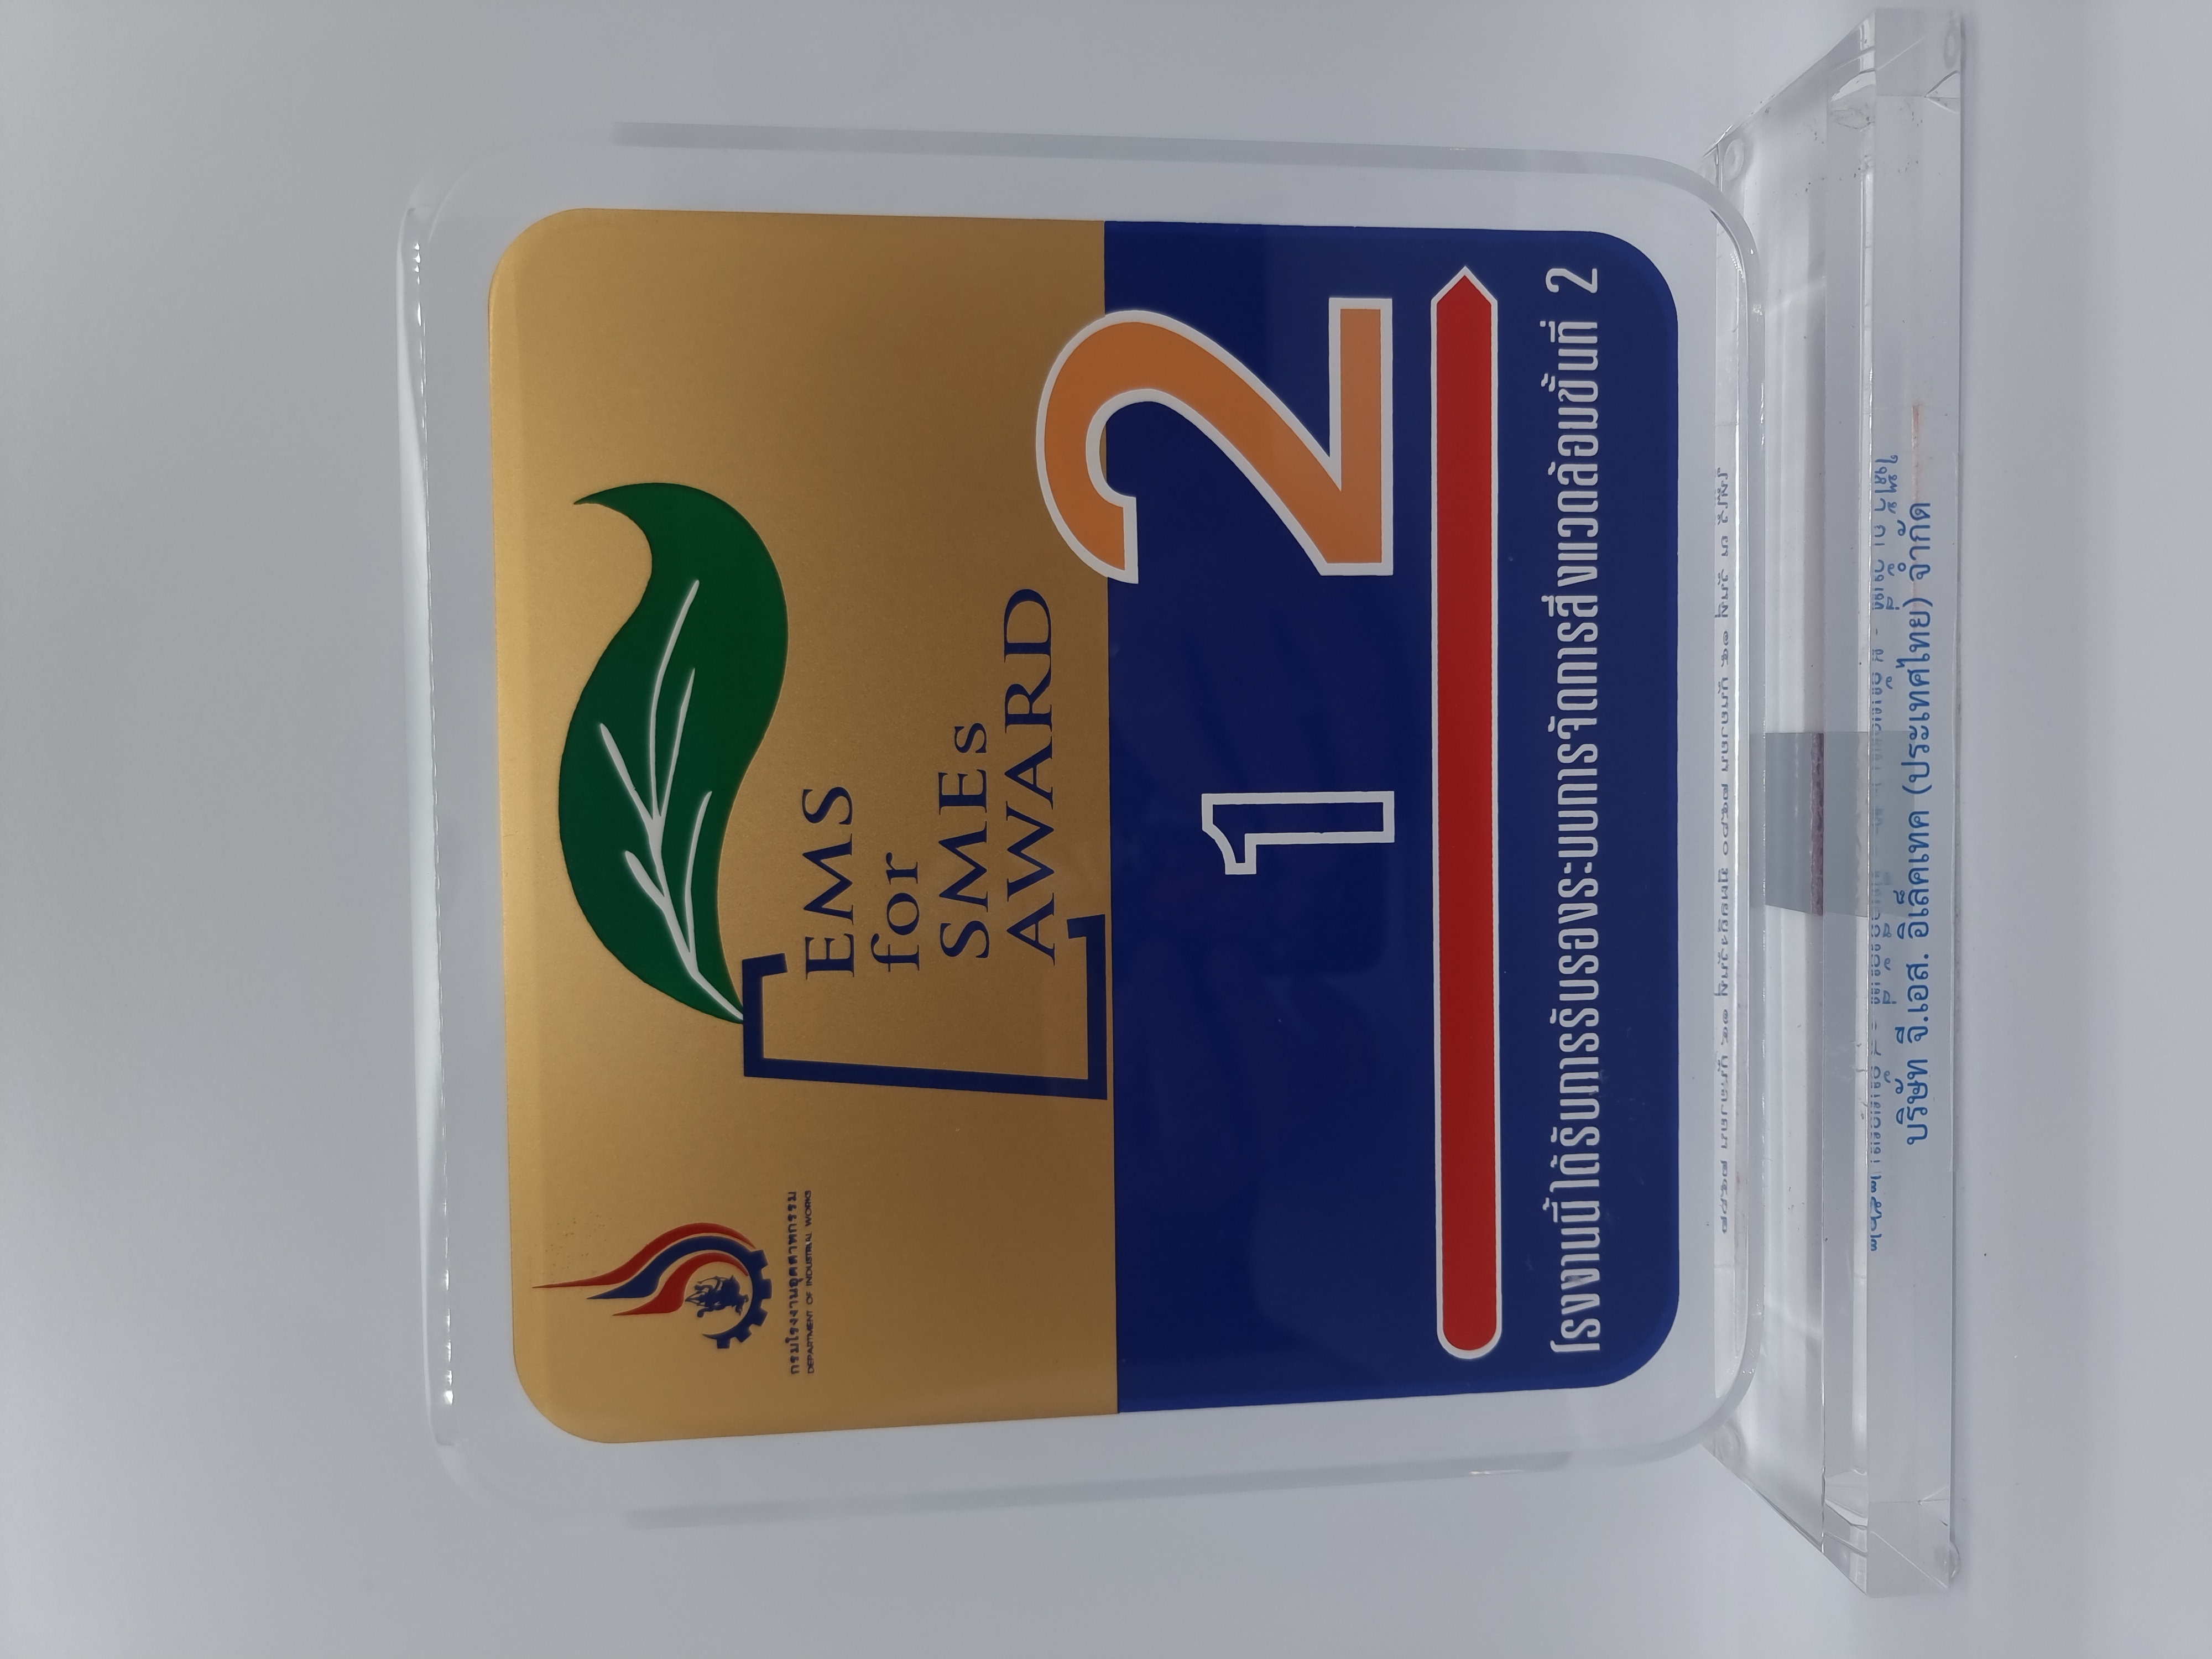 กรมโรงงานอุตสาหกรรม
DEPARTMENT OF INDUSTRIAL WORKS
EMS
for
SMEs
AWARD
1 2
โรงงานนี้ได้รับการรับรองระบบการจัดการสิ่งแวดล้อมขั้นที่ 2
บริษัท จี.เอส. อิเล็คเทค (ประเทศไทย) จำกัด